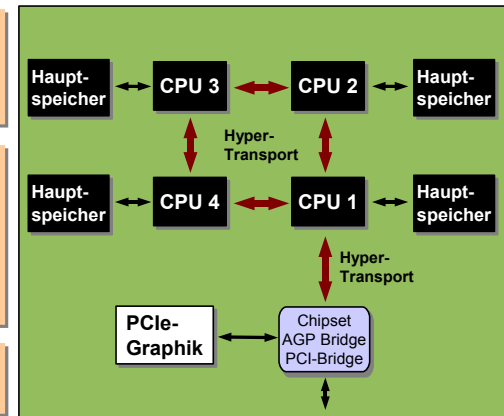 Haupt-
speicher
CPU 3
CPU 2
Haupt-
speicher
Hyper-
Transport
Haupt-
speicher
CPU 4
CPU 1
Haupt-
speicher
Hyper-
Transport
PCIe-
Graphik
Chipset
AGP Bridge
PCI-Bridge